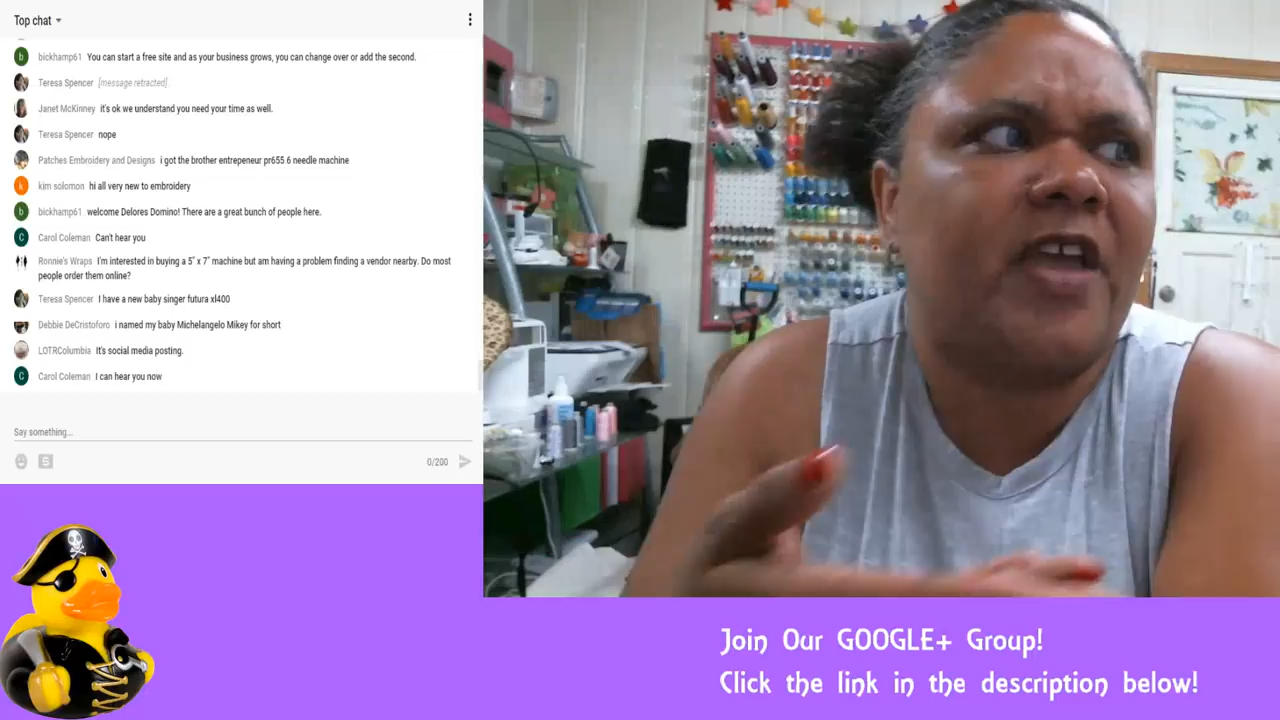 Top chat
bickhamp61 You can start a free site and as your business grows, you can change over or add the second.
Teresa Spencer [message retracted]
Janet McKinney it's ok we understand you need your time as well.
Teresa Spencer nope
Patches Embroidery and Designs i got the brother entrepeneur pr655 6 needle machine
kim solomon hi all very new to embroidery
bickhamp61 welcome Delores Domino! There are a great bunch of people here.
Carol Coleman Can't hear you
Ronnie's Wraps I'm interested in buying a 5" x 7" machine but am having a problem finding a vendor nearby. Do most
people order them online?
Teresa Spencer I have a new baby singer futura xl400
Debbie DeCristoforo i named my baby Michelangelo Mikey for short
LOTRColumbia It's social media posting.
Carol Coleman I can hear you now
Say something...
0/200
Join Our GOOGLE+ Group!
Click the link in the description below!